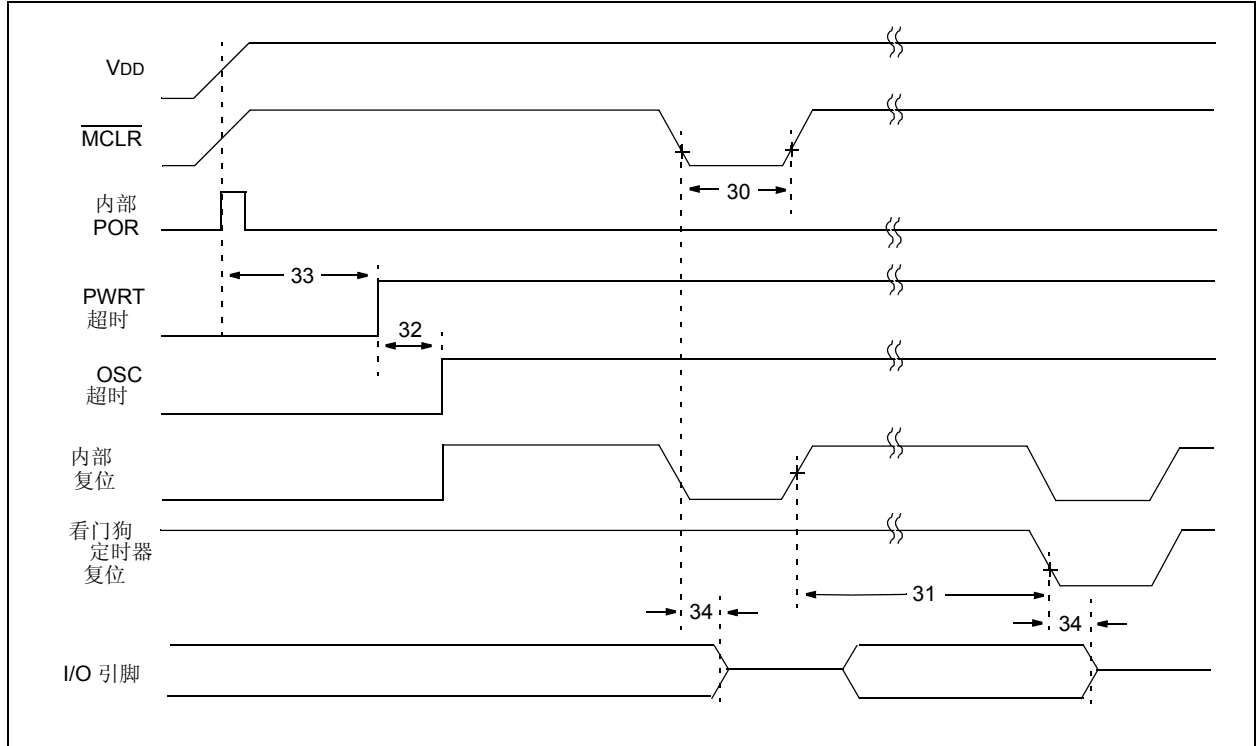 VDD
MCLR
30
内部
POR
33
PWRT
超时
32
OSC
超时
内部
复位
看门狗
定时器
复位
31
34
34
I/O 引脚